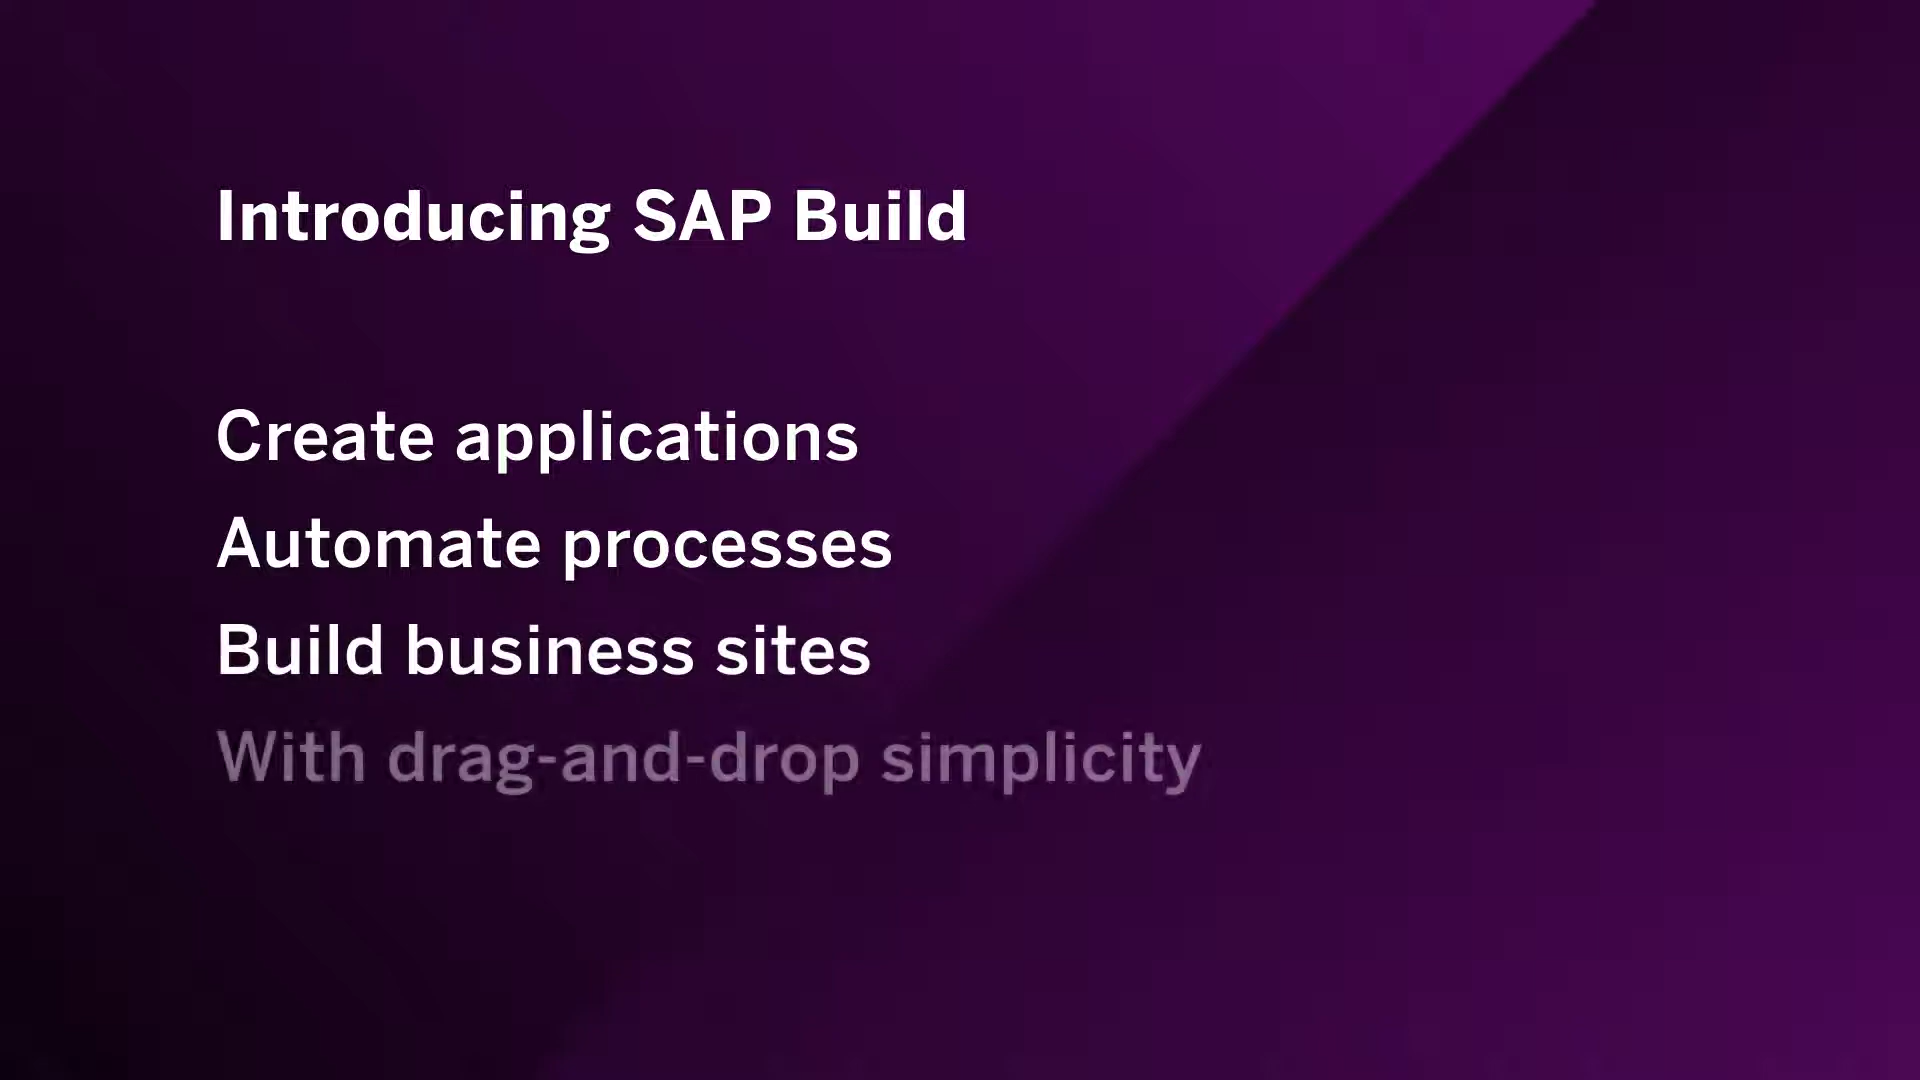 Introducing SAP Build
Create applications
Automate processes
Build business sites
With drag-and-drop simplicity